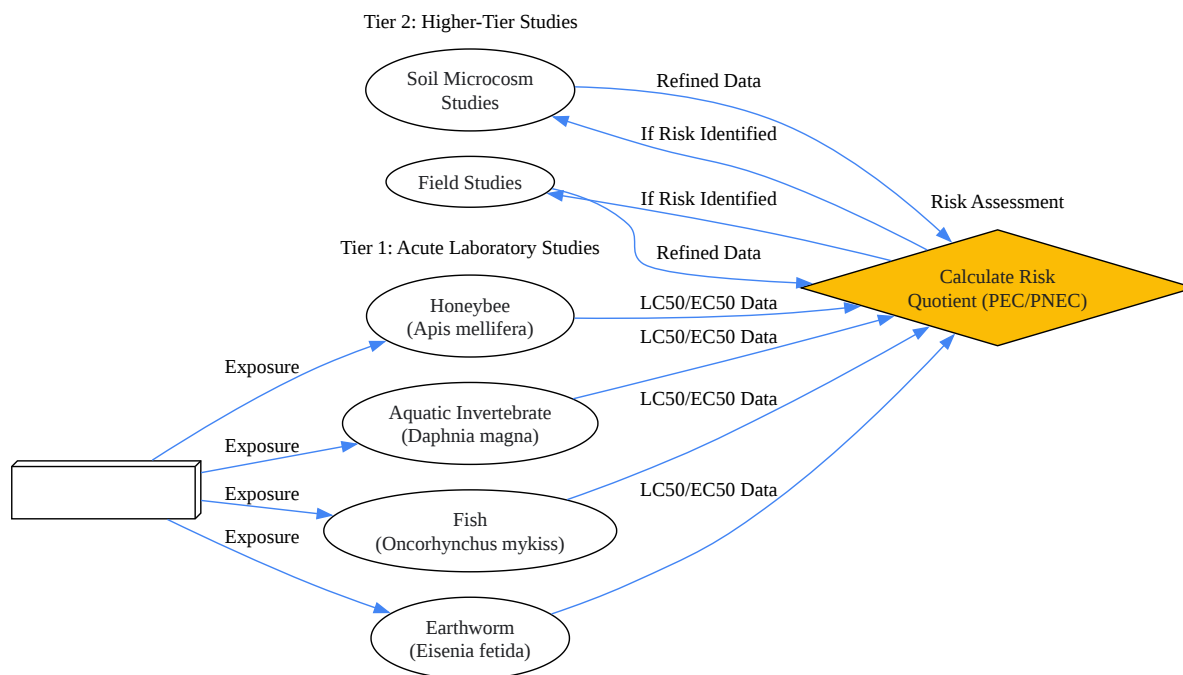 Tier 2: Higher-Tier Studies
Soil Microcosm
Studies
Refined Data
If Risk Identified
Field Studies
If Risk Identified
Risk Assessment
Tier 1: Acute Laboratory Studies
Refined Data
Calculate Risk
Quotient (PEC/PNEC)
Honeybee
(Apis mellifera)
LC50/EC50 Data
LC50/EC50 Data
Exposure
Aquatic Invertebrate
(Daphnia magna)
LC50/EC50 Data
Exposure
Exposure
LC50/EC50 Data
Fish
(Oncorhynchus mykiss)
Exposure
Earthworm
(Eisenia fetida)